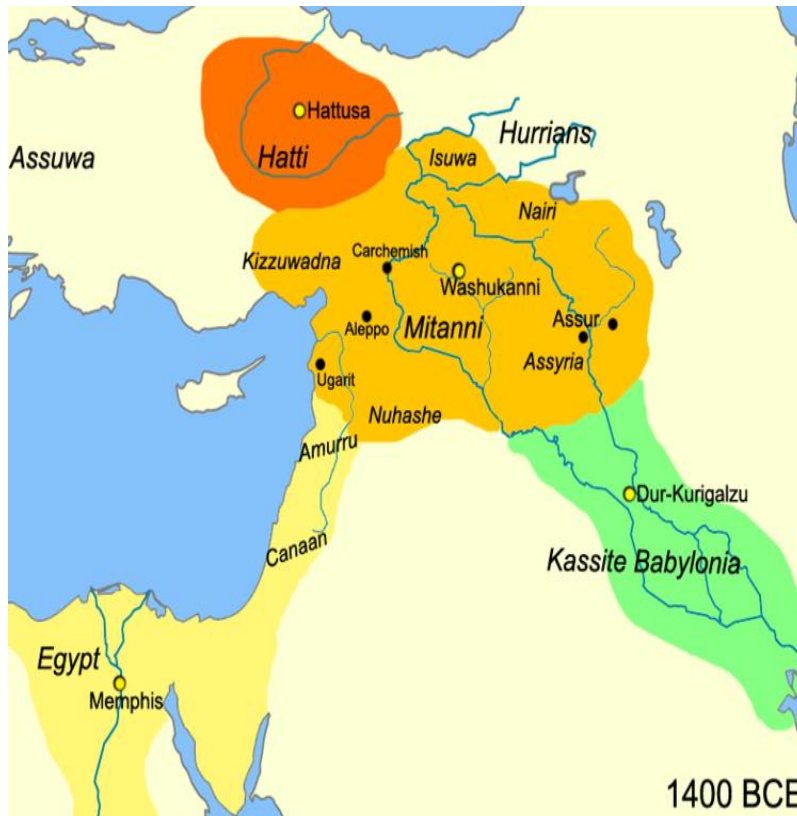 Hattusa
Hatti
Assuwa
Hurrians
Isuwa
Nairi
Kizzuwadna
Carchemish
Washukanni
Mitanni
Aleppo
Assur
Assyria
Ugarit
Nuhashe
Amurru
Dur-Kurigalzu
Canaan
Kassite Babylonia
Egypt
Memphis
1400 BCE